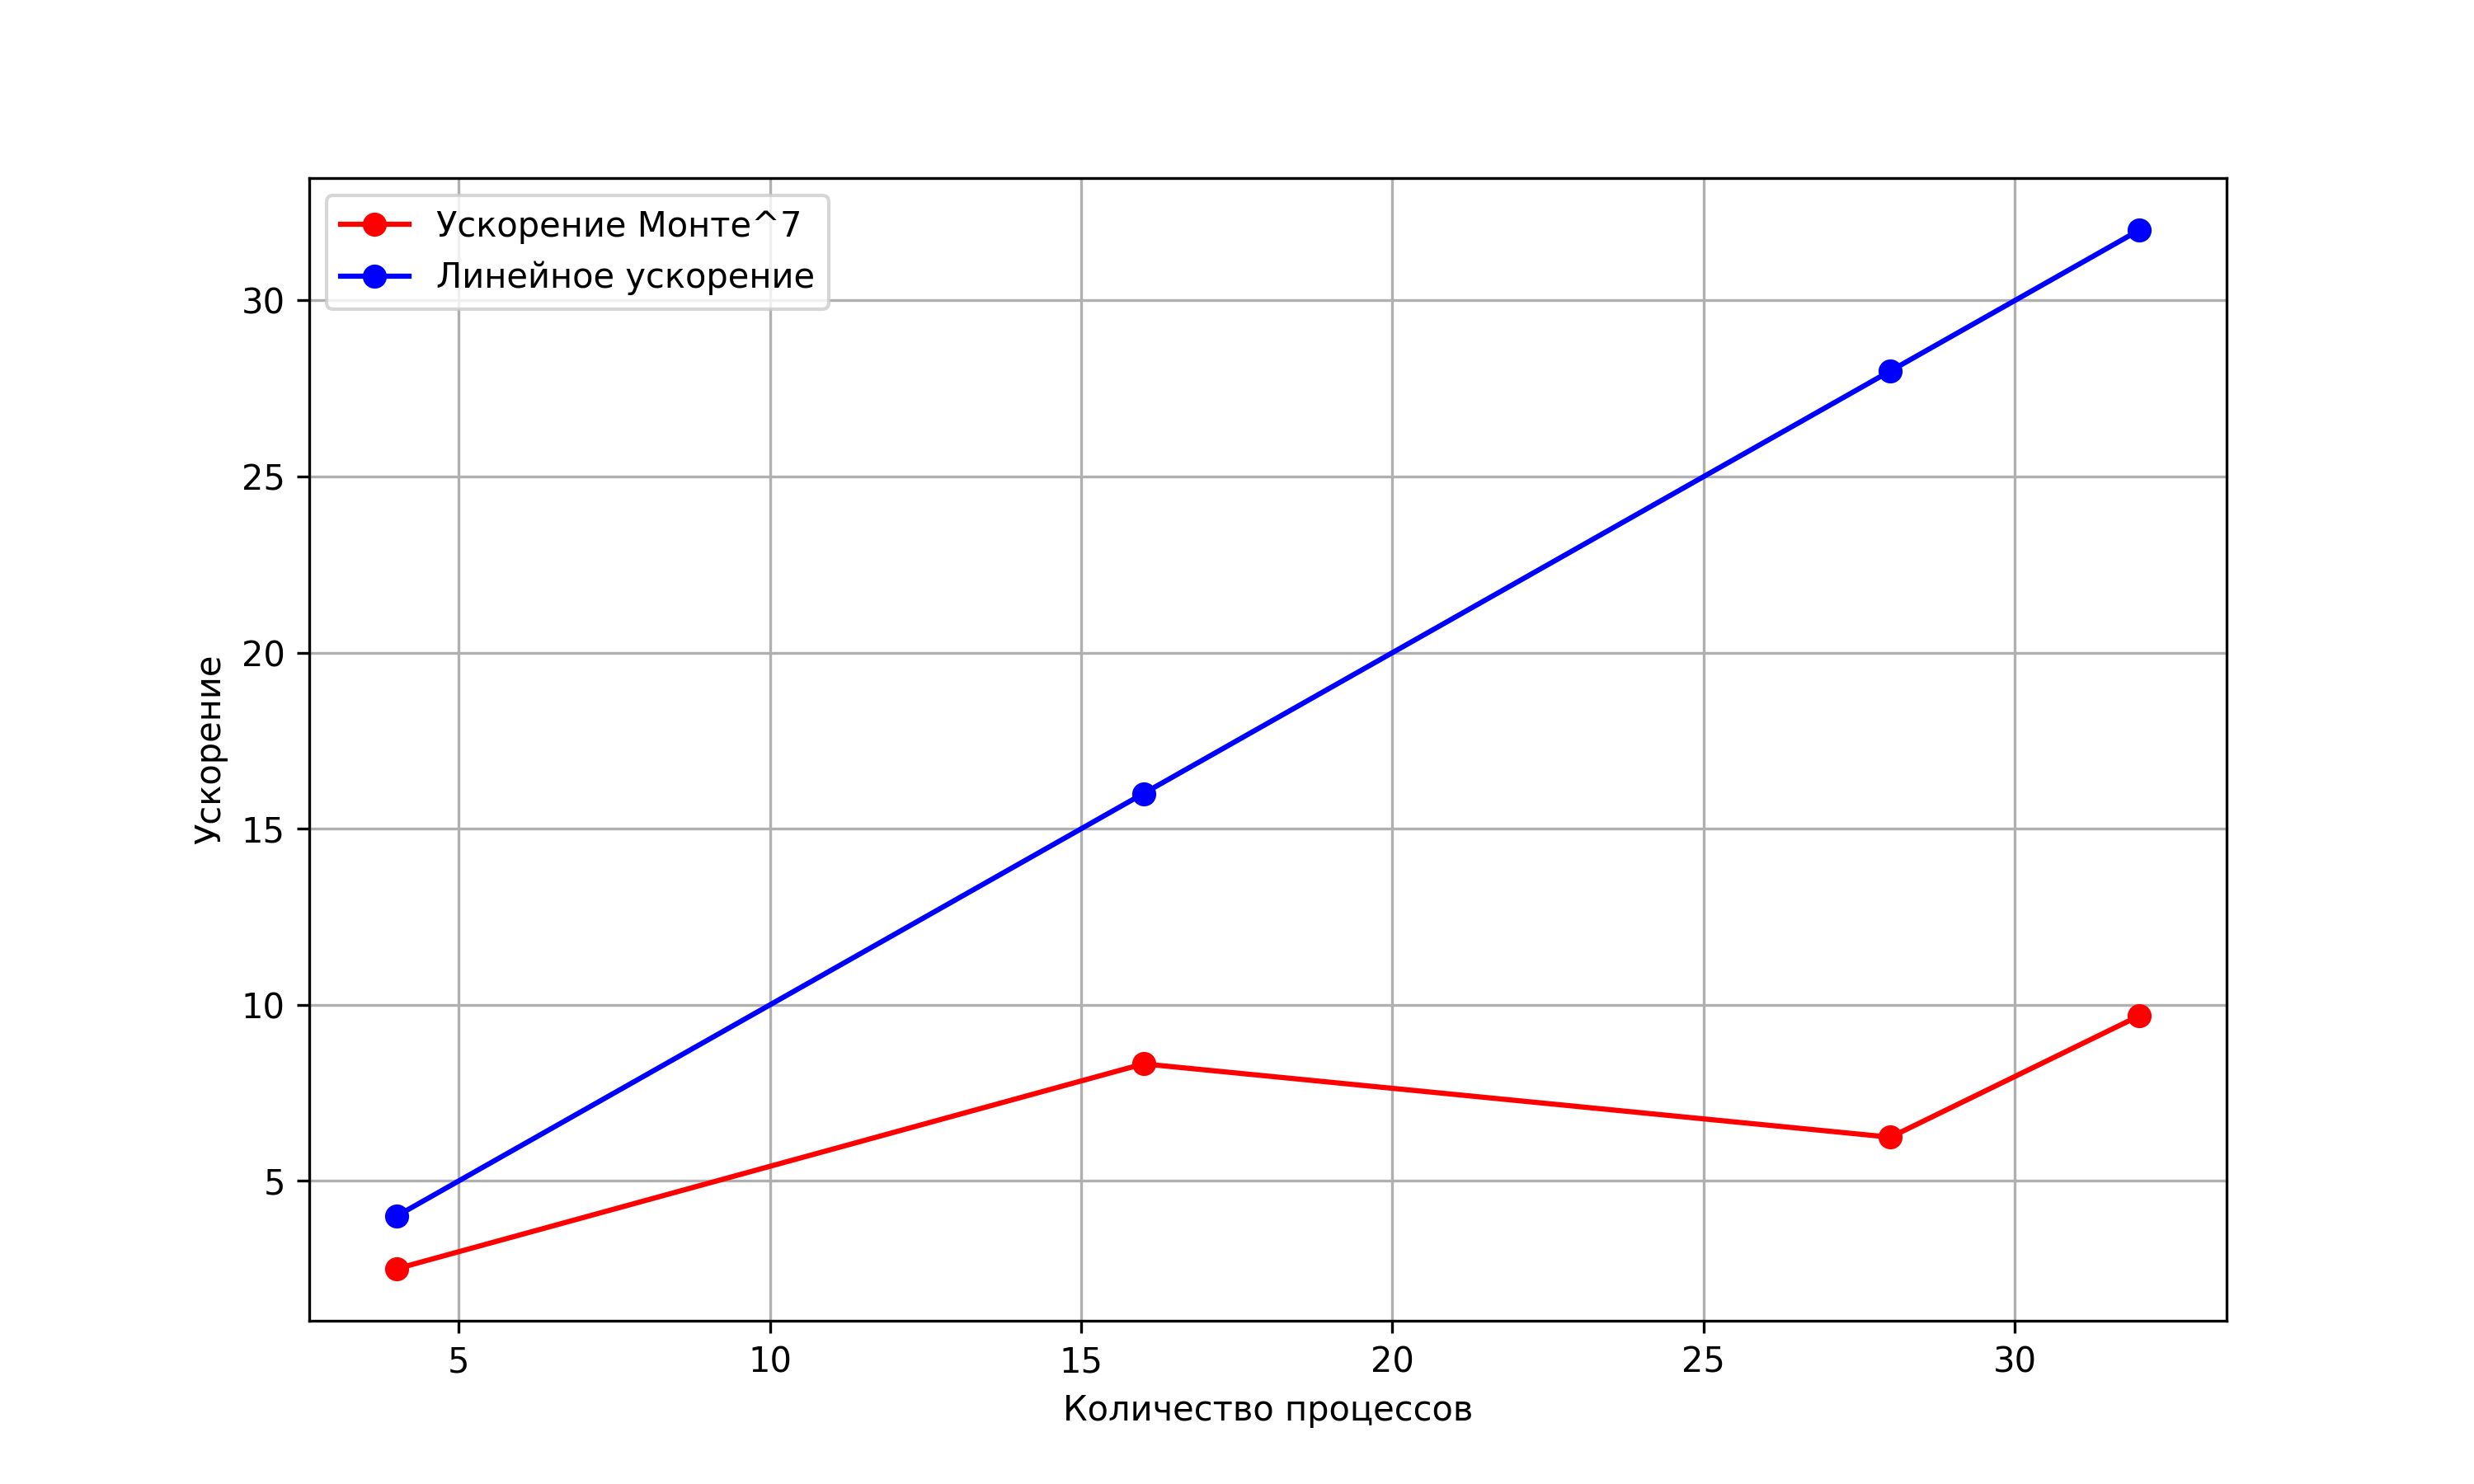 Ускорение Монте^7
Линейное ускорение
30
25
20
15
10
5
Ускорение
5 10 15 20 25 30
Количество процессов